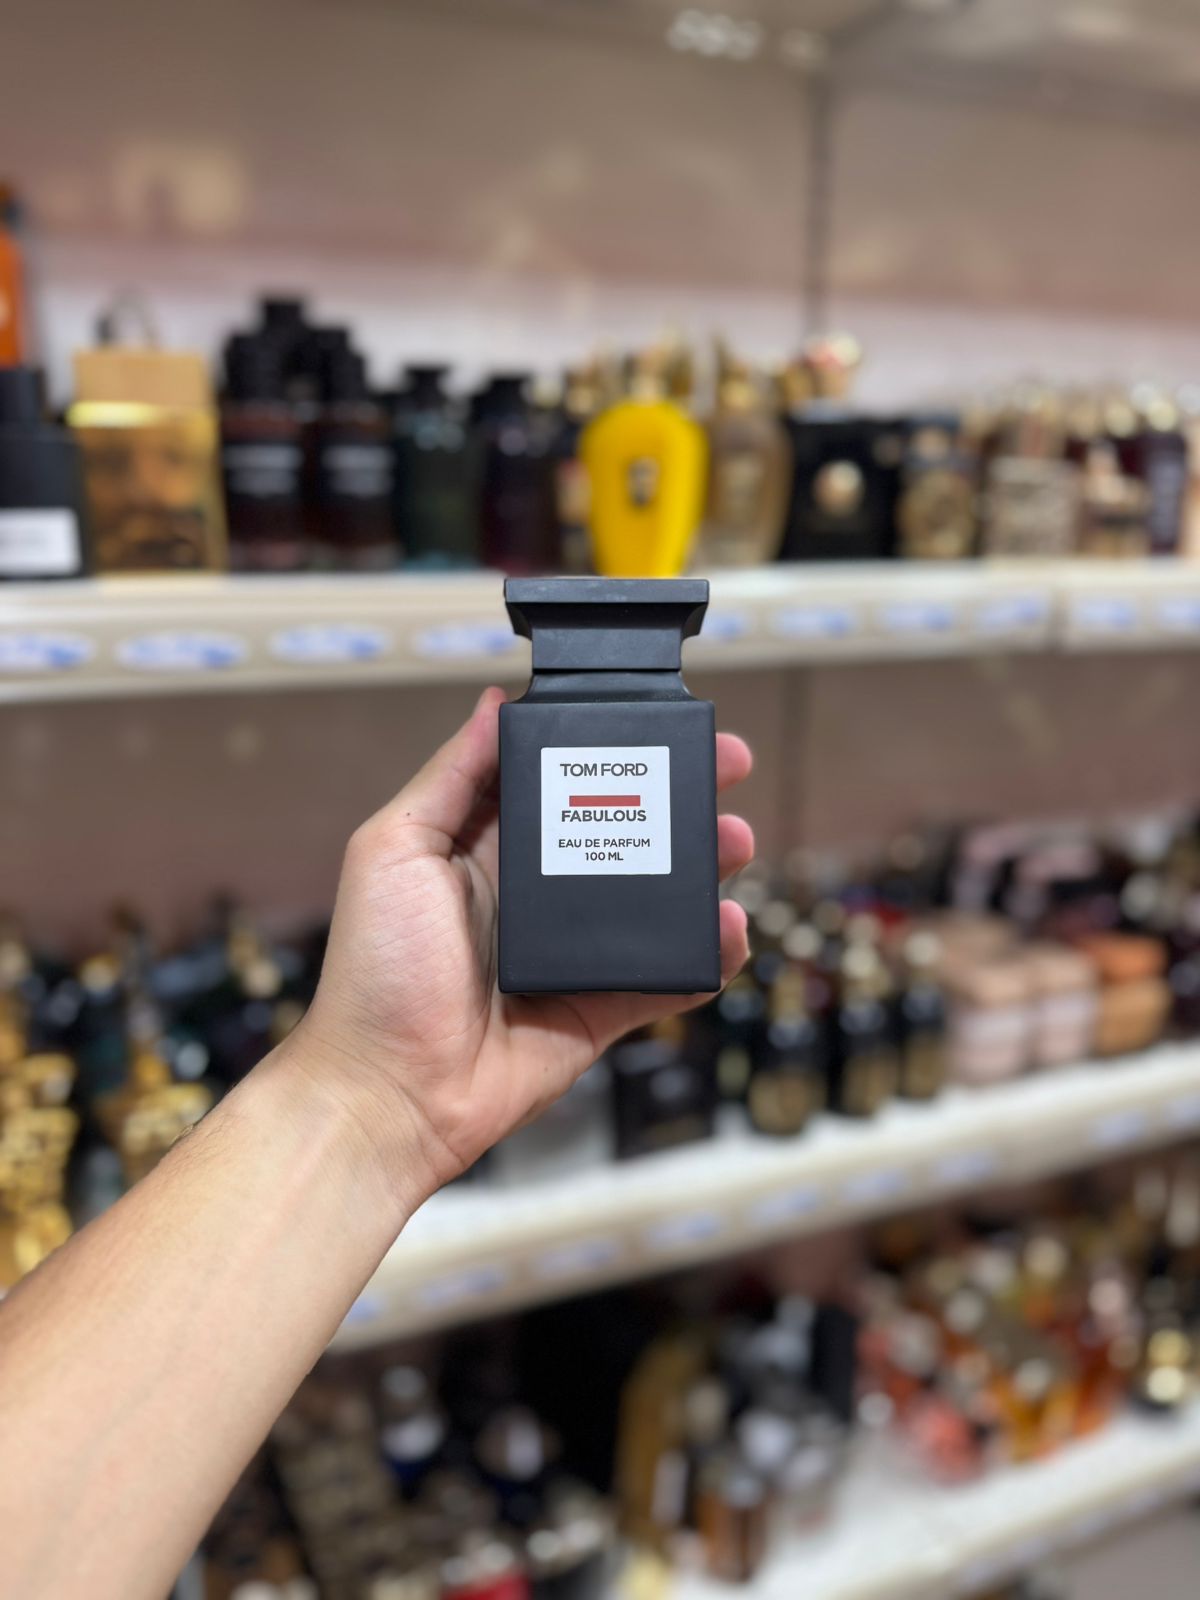 TOM FORD
FABULOUS
EAU DE PARFUM
100 ML